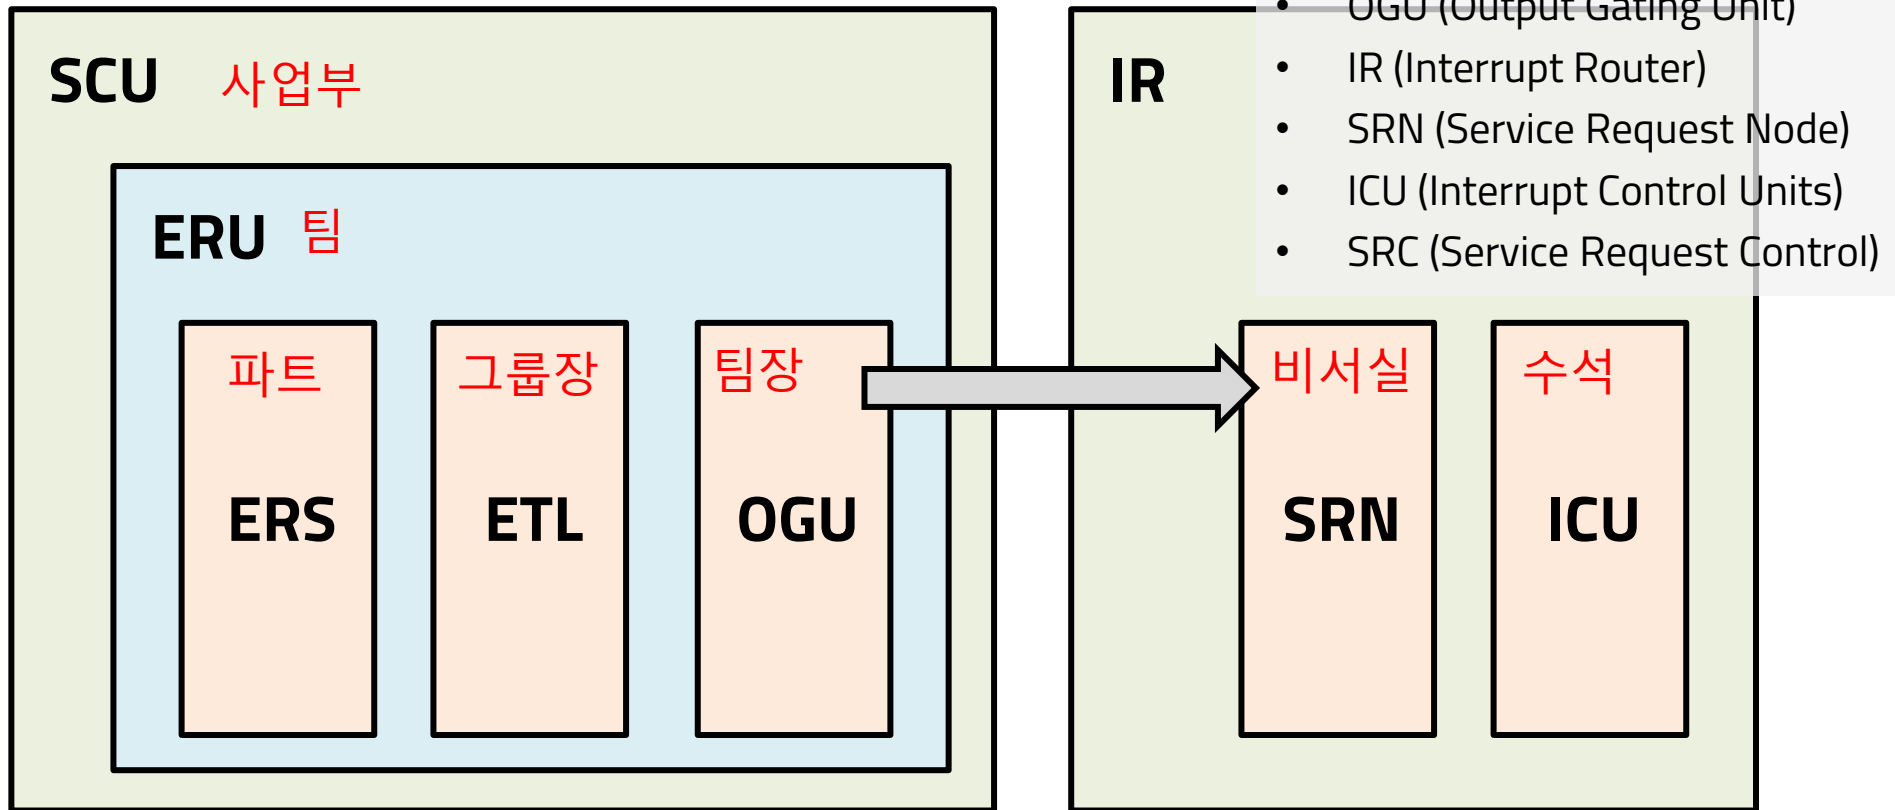 SCU 사업부
ERU 팀
파트
ERS
그룹장
ETL
팀장
OGU
IR
• OGU (Output Gating Unit)
• IR (Interrupt Router)
• SRN (Service Request Node)
• ICU (Interrupt Control Units)
• SRC (Service Request Control)
비서실
SRN
수석
ICU